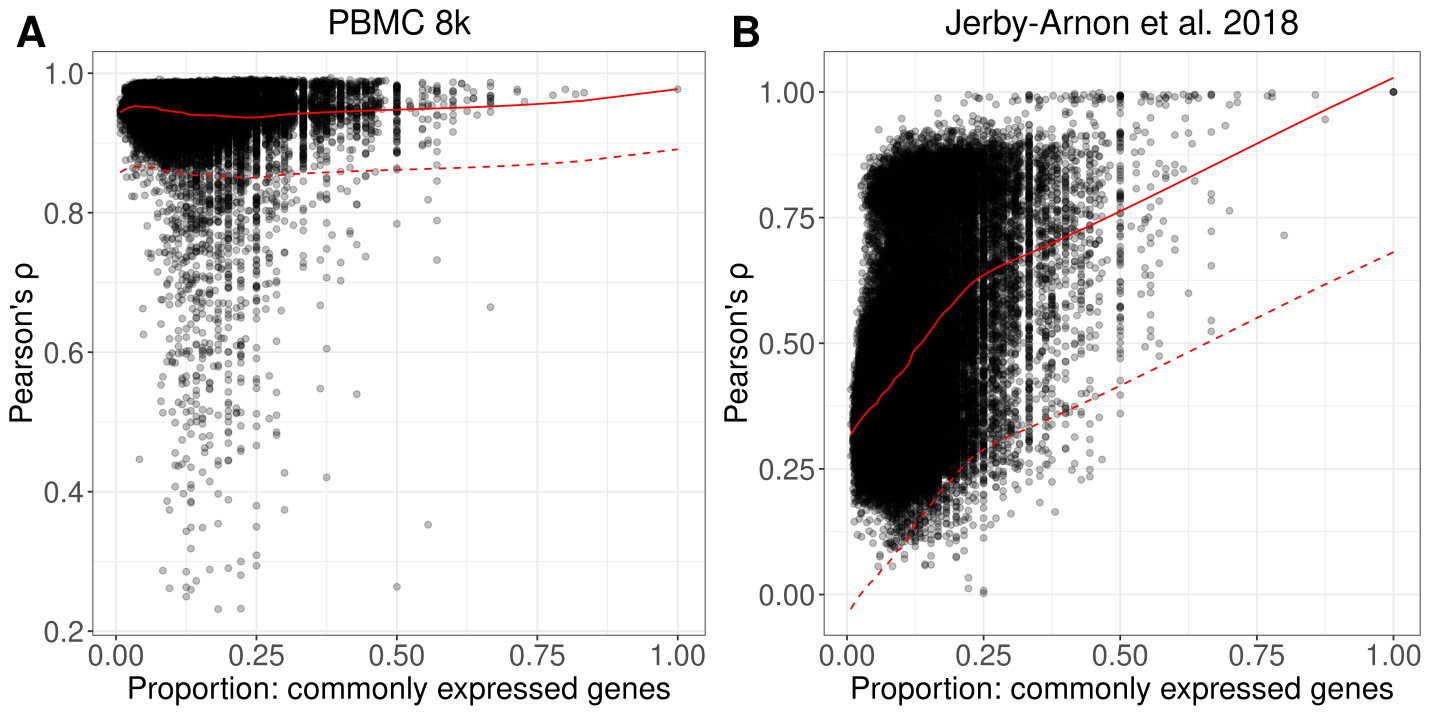 A
PBMC 8k
1.0
0.8
0.6
0.4
0.2
Pearson's ρ
0.00 0.25 0.50 0.75 1.00
Proportion: commonly expressed genes
B
Jerby-Arnon et al. 2018
1.00
0.75
0.50
0.25
0.00
Pearson's ρ
0.00 0.25 0.50 0.75 1.00
Proportion: commonly expressed genes